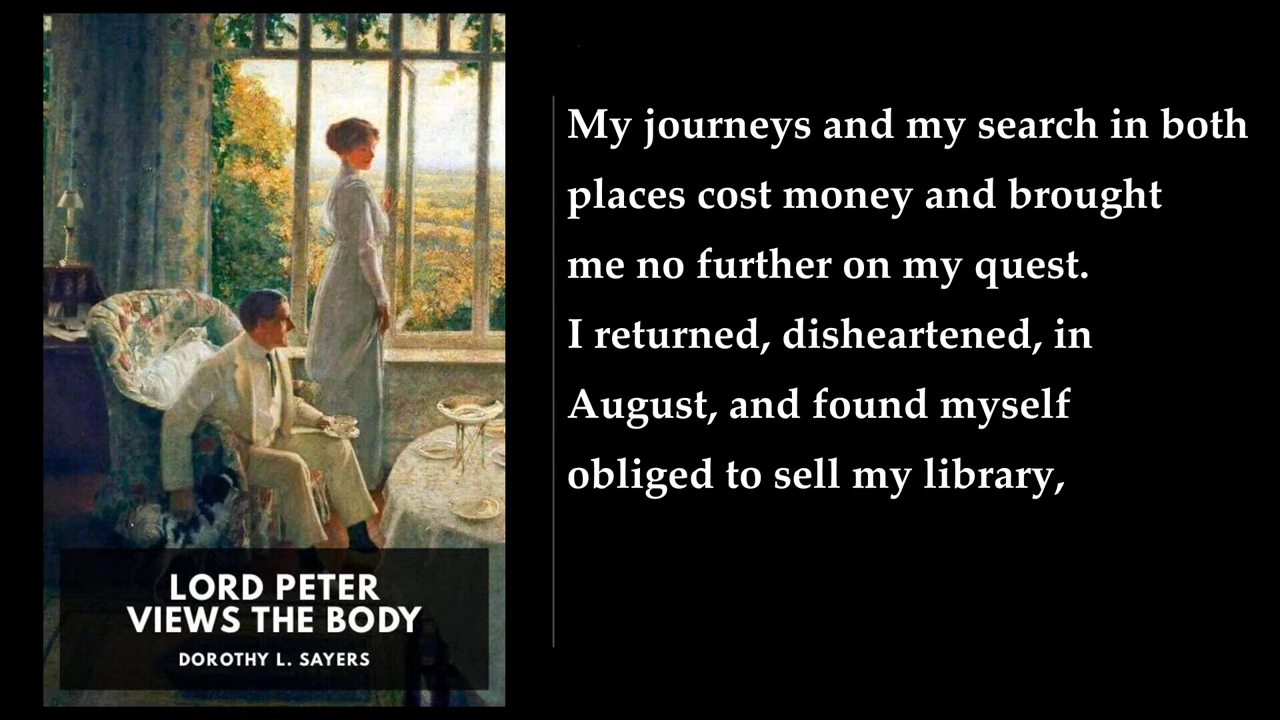 My journeys and my search in both
places cost money and brought
me no further on my quest.
I returned, disheartened, in
August, and found myself
obliged to sell my library,
LORD PETER
VIEWS THE BODY
DOROTHY L. SAYERS